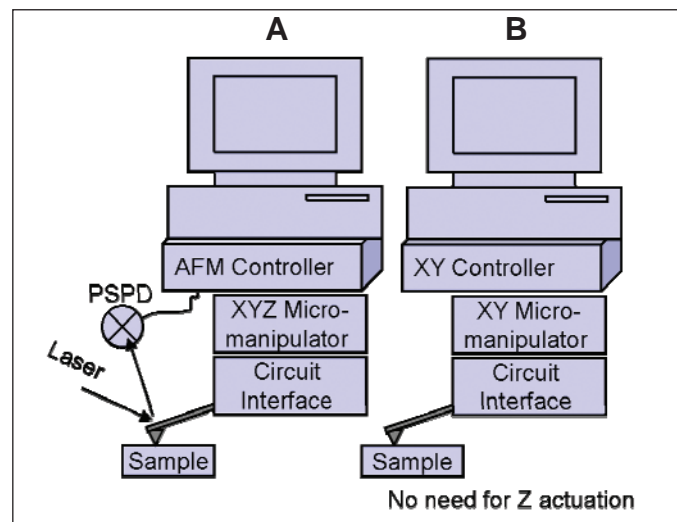 A
B
AFM Controller
XY Controller
PSPD
XYZ Micro-
manipulator
XY Micro-
manipulator
Laser
Circuit
Interface
Circuit
Interface
Sample
Sample
No need for Z actuation